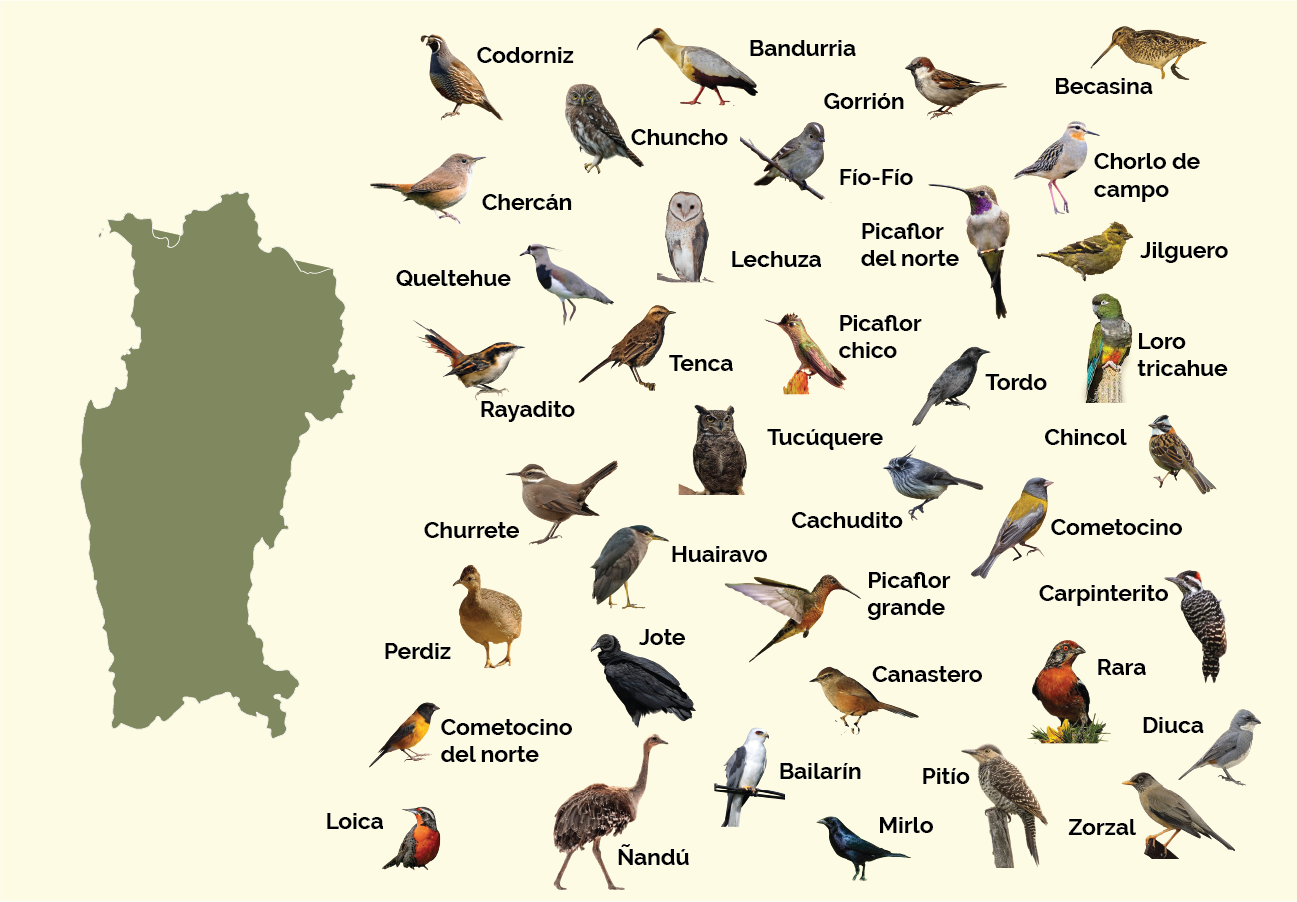 Codorniz
Bandurria
Becasina
Gorrión
Chuncho
Chorlo de
campo
Fío-Fío
Chercán
Picaflor
del norte
Jilguero
Lechuza
Queltehue
Picaflor
chico
Loro
tricahue
Tenca
Tordo
Rayadito
Tucúquere
Chincol
Churrete
Cachudito
Cometocino
Huairavo
Picaflor
grande
Carpinterito
Perdiz
Jote
Canastero
Rara
Cometocino
del norte
Diuca
Bailarín
Pitío
Loica
Mirlo
Zorzal
Ñandú